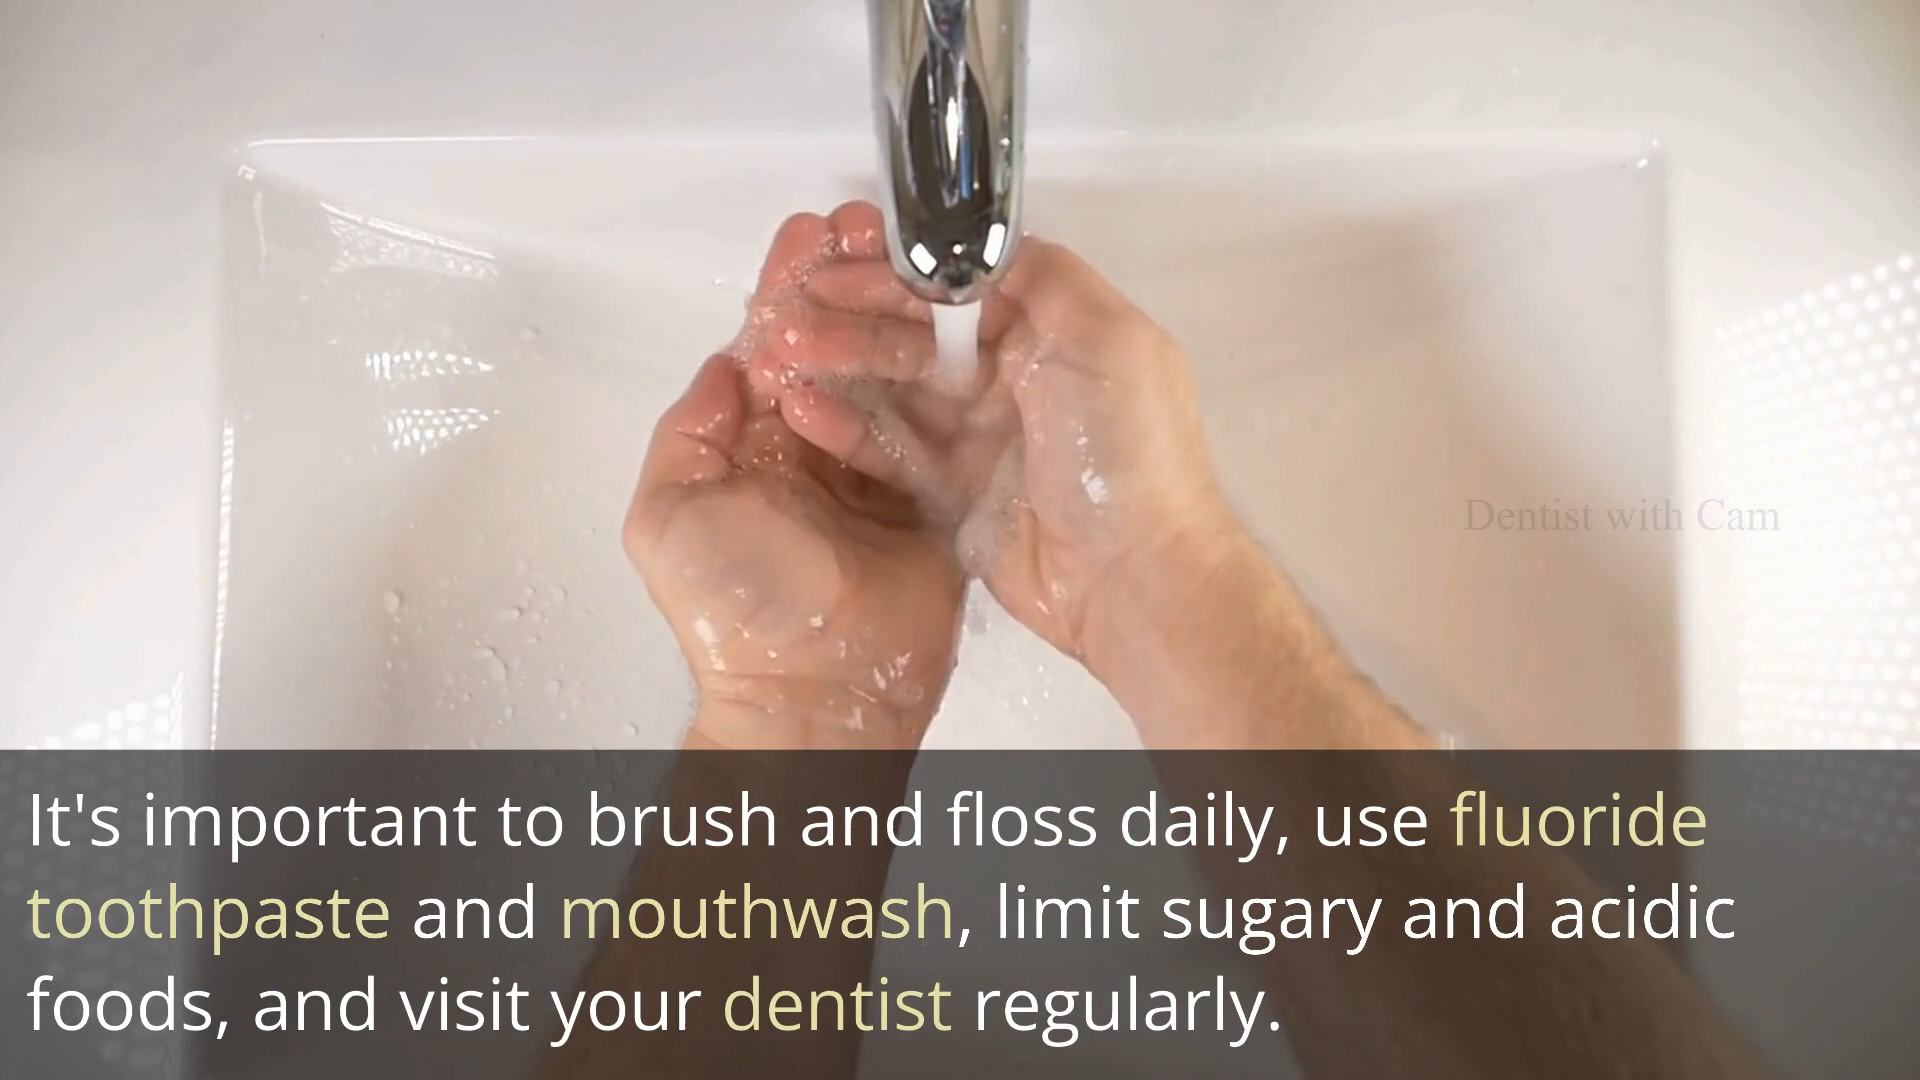 Dentist with Cam
It's important to brush and floss daily, use fluoride
toothpaste and mouthwash, limit sugary and acidic
foods, and visit your dentist regularly.